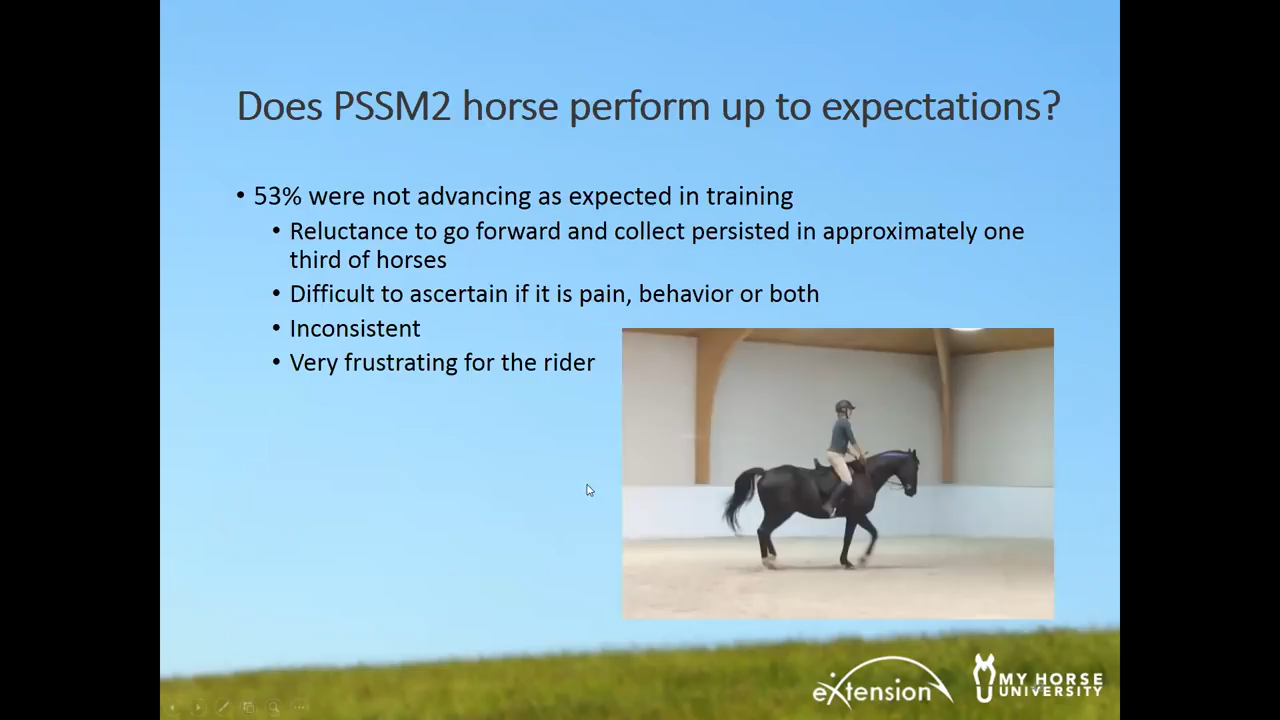 Does PSSM2 horse perform up to expectations?
• 53% were not advancing as expected in training
• Reluctance to go forward and collect persisted in approximately one
third of horses
• Difficult to ascertain if it is pain, behavior or both
• Inconsistent
• Very frustrating for the rider
eXtension
MY HORSE
UNIVERSITY